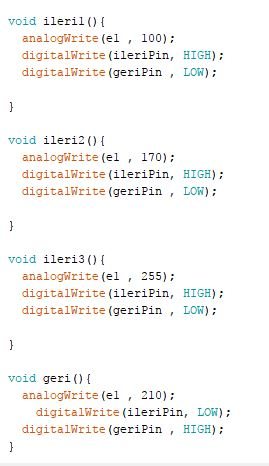 void ileri1(){
analogWrite(e1 , 100);
digitalWrite(ileriPin, HIGH);
digitalWrite(geriPin , LOW);
}
void ileri2(){
analogWrite(e1 , 170);
digitalWrite(ileriPin, HIGH);
digitalWrite(geriPin , LOW);
}
void ileri3(){
analogWrite(e1 , 255);
digitalWrite(ileriPin, HIGH);
digitalWrite(geriPin , LOW);
}
void geri(){
analogWrite(e1 , 210);
digitalWrite(ileriPin, LOW);
digitalWrite(geriPin , HIGH);
}